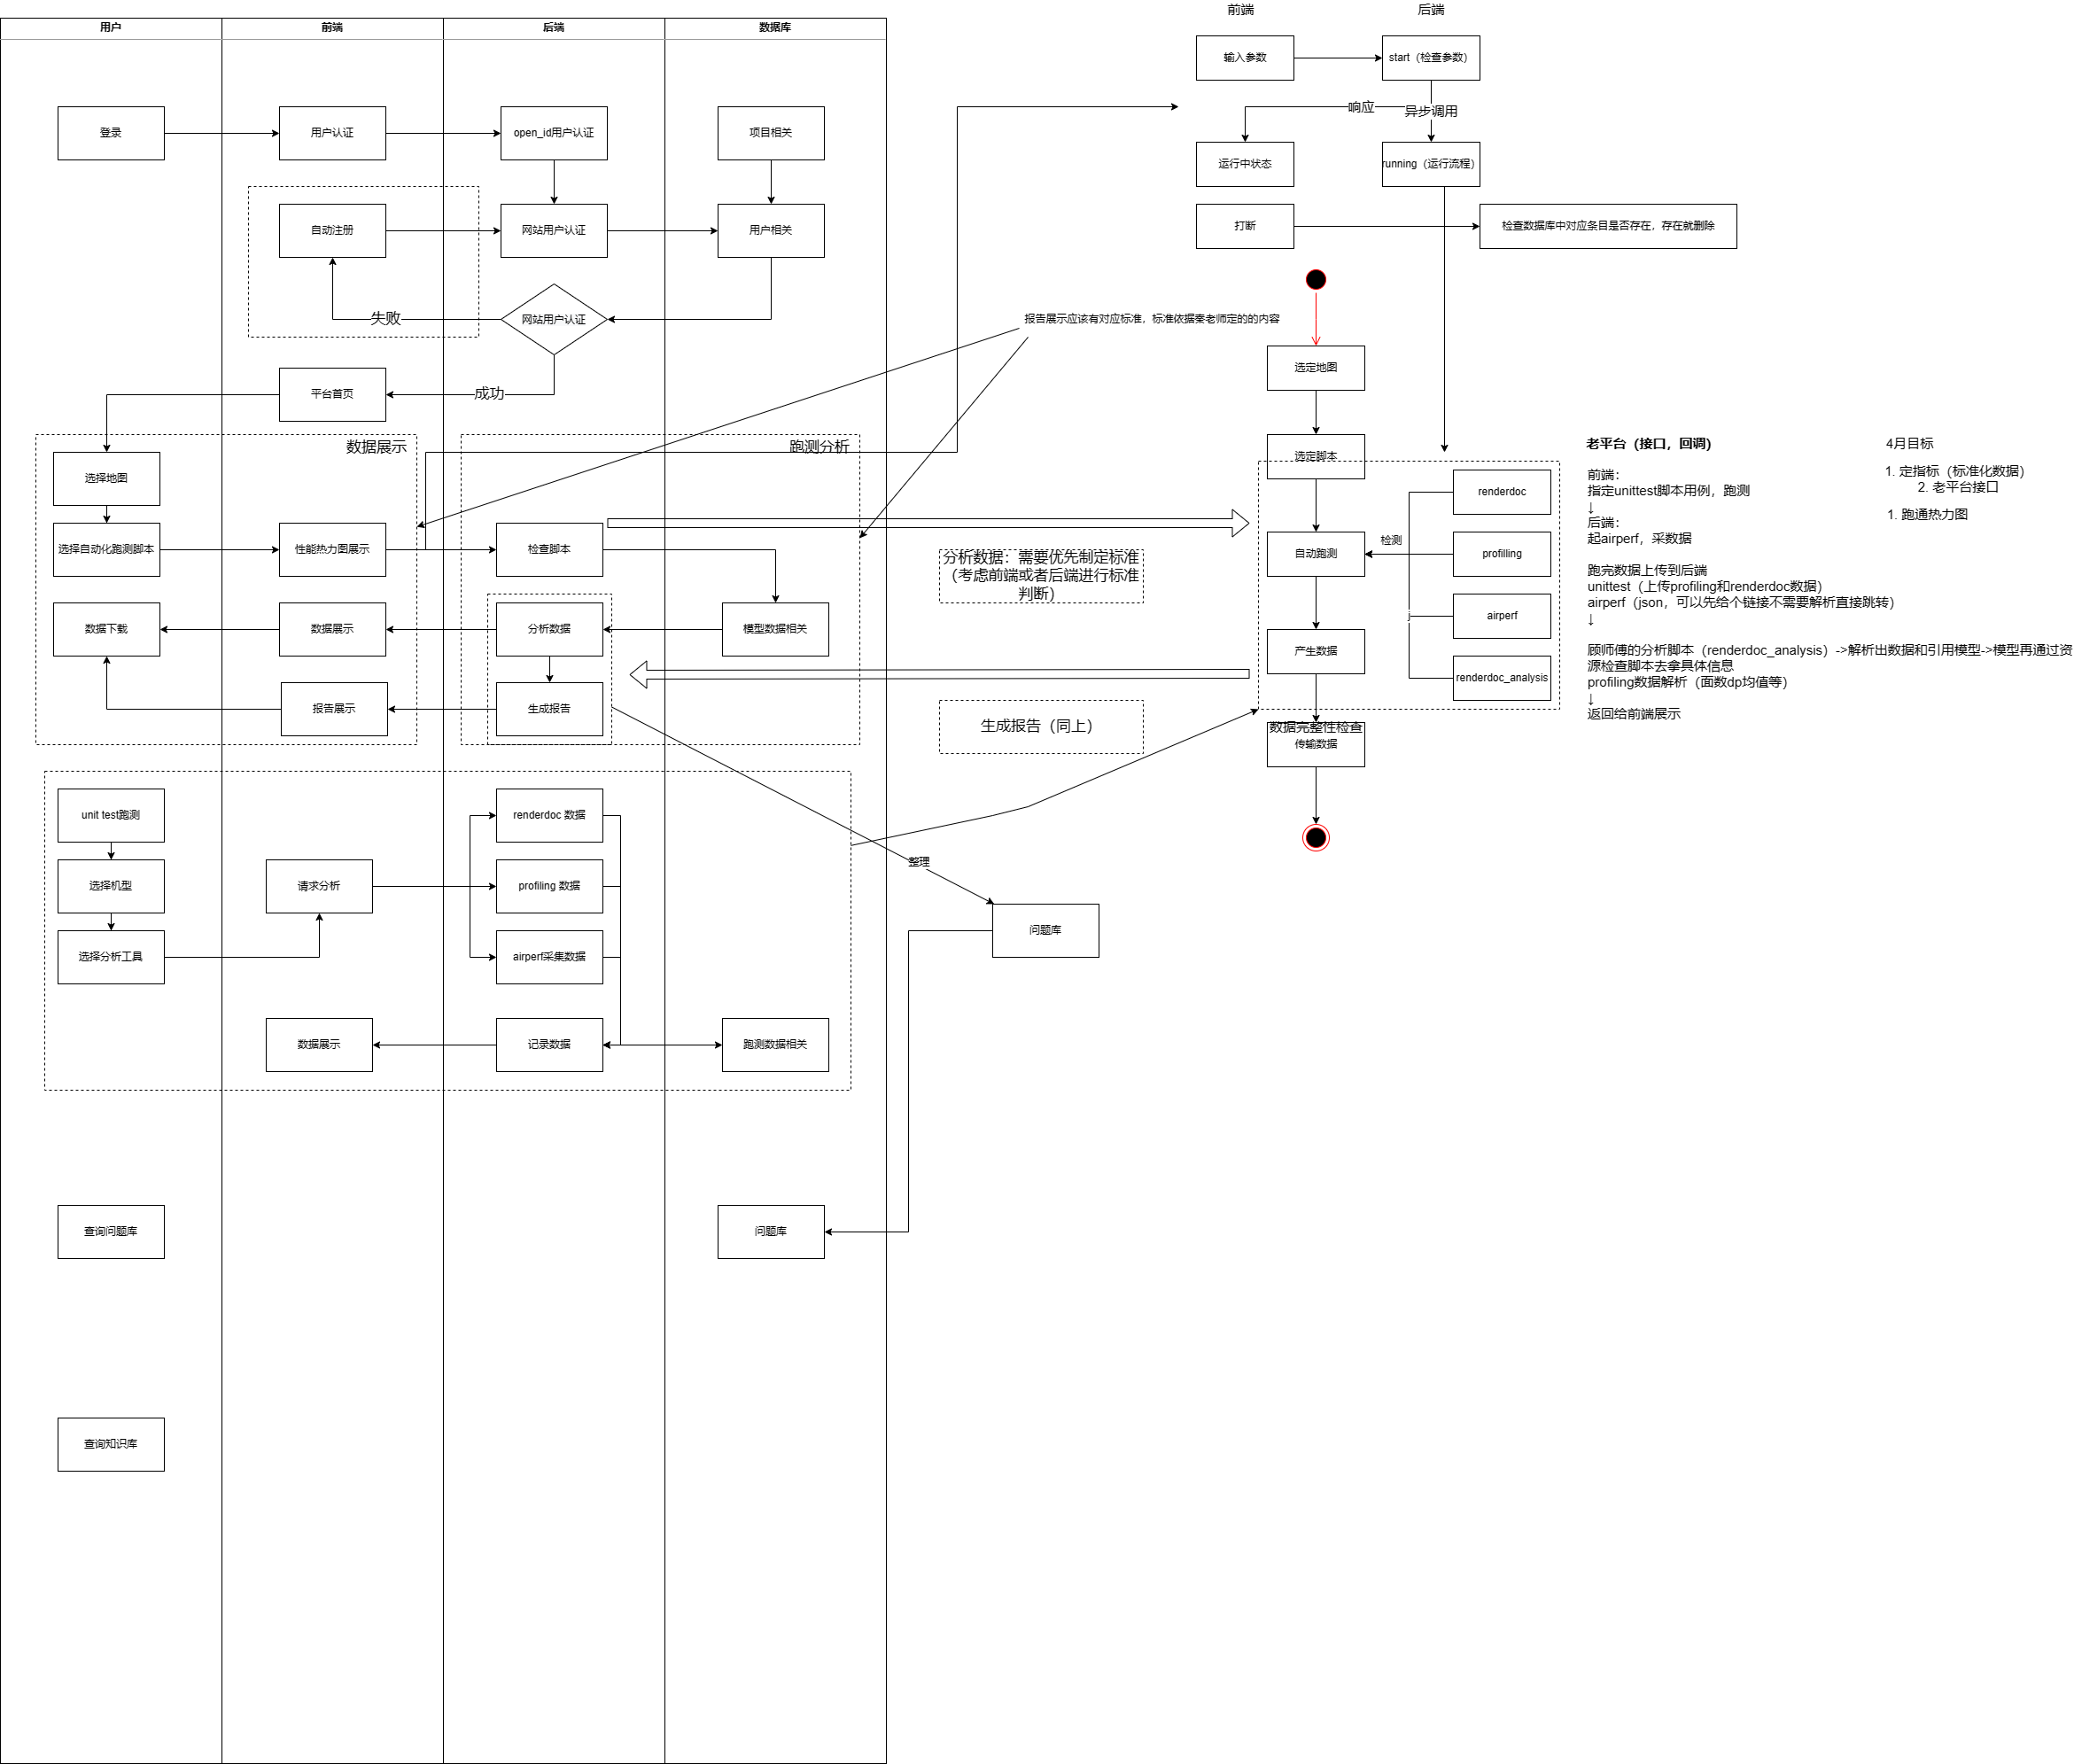 用户
前端
后端
数据库
登录
用户认证
open_id用户认证
项目相关
自动注册
网站用户认证
用户相关
失败
网站用户认证
平台首页
成功
数据展示
跑测分析
选择地图
选择自动化跑测脚本
性能热力图展示
检查脚本
数据下载
数据展示
分析数据
模型数据相关
报告展示
生成报告
unit test跑测
renderdoc 数据
选择机型
请求分析
profiling 数据
选择分析工具
airperf采集数据
数据展示
记录数据
跑测数据相关
查询问题库
问题库
查询知识库
报告展示应该有对应标准，标准依据秦老师定的的内容
分析数据：需要优先制定标准
（考虑前端或者后端进行标准
判断）
生成报告（同上）
整理
问题库
前端
后端
输入参数
start（检查参数）
响应
异步调用
运行中状态
running（运行流程）
打断
检查数据库中对应条目是否存在，存在就删除
选定地图
选定脚本
自动跑测
检测
产生数据
数据完整性检查
传输数据
renderdoc
profilling
j
airperf
renderdoc_analysis
老平台（接口，回调）
前端：
指定unittest脚本用例，跑测
↓
后端：
起airperf，采数据
跑完数据上传到后端
unittest（上传profiling和renderdoc数据）
airperf（json，可以先给个链接不需要解析直接跳转）
↓
顾师傅的分析脚本（renderdoc_analysis）->解析出数据和引用模型->模型再通过资
源检查脚本去拿具体信息
profiling数据解析（面数dp均值等）
↓
返回给前端展示
4月目标
1. 定指标（标准化数据）
2. 老平台接口
1. 跑通热力图